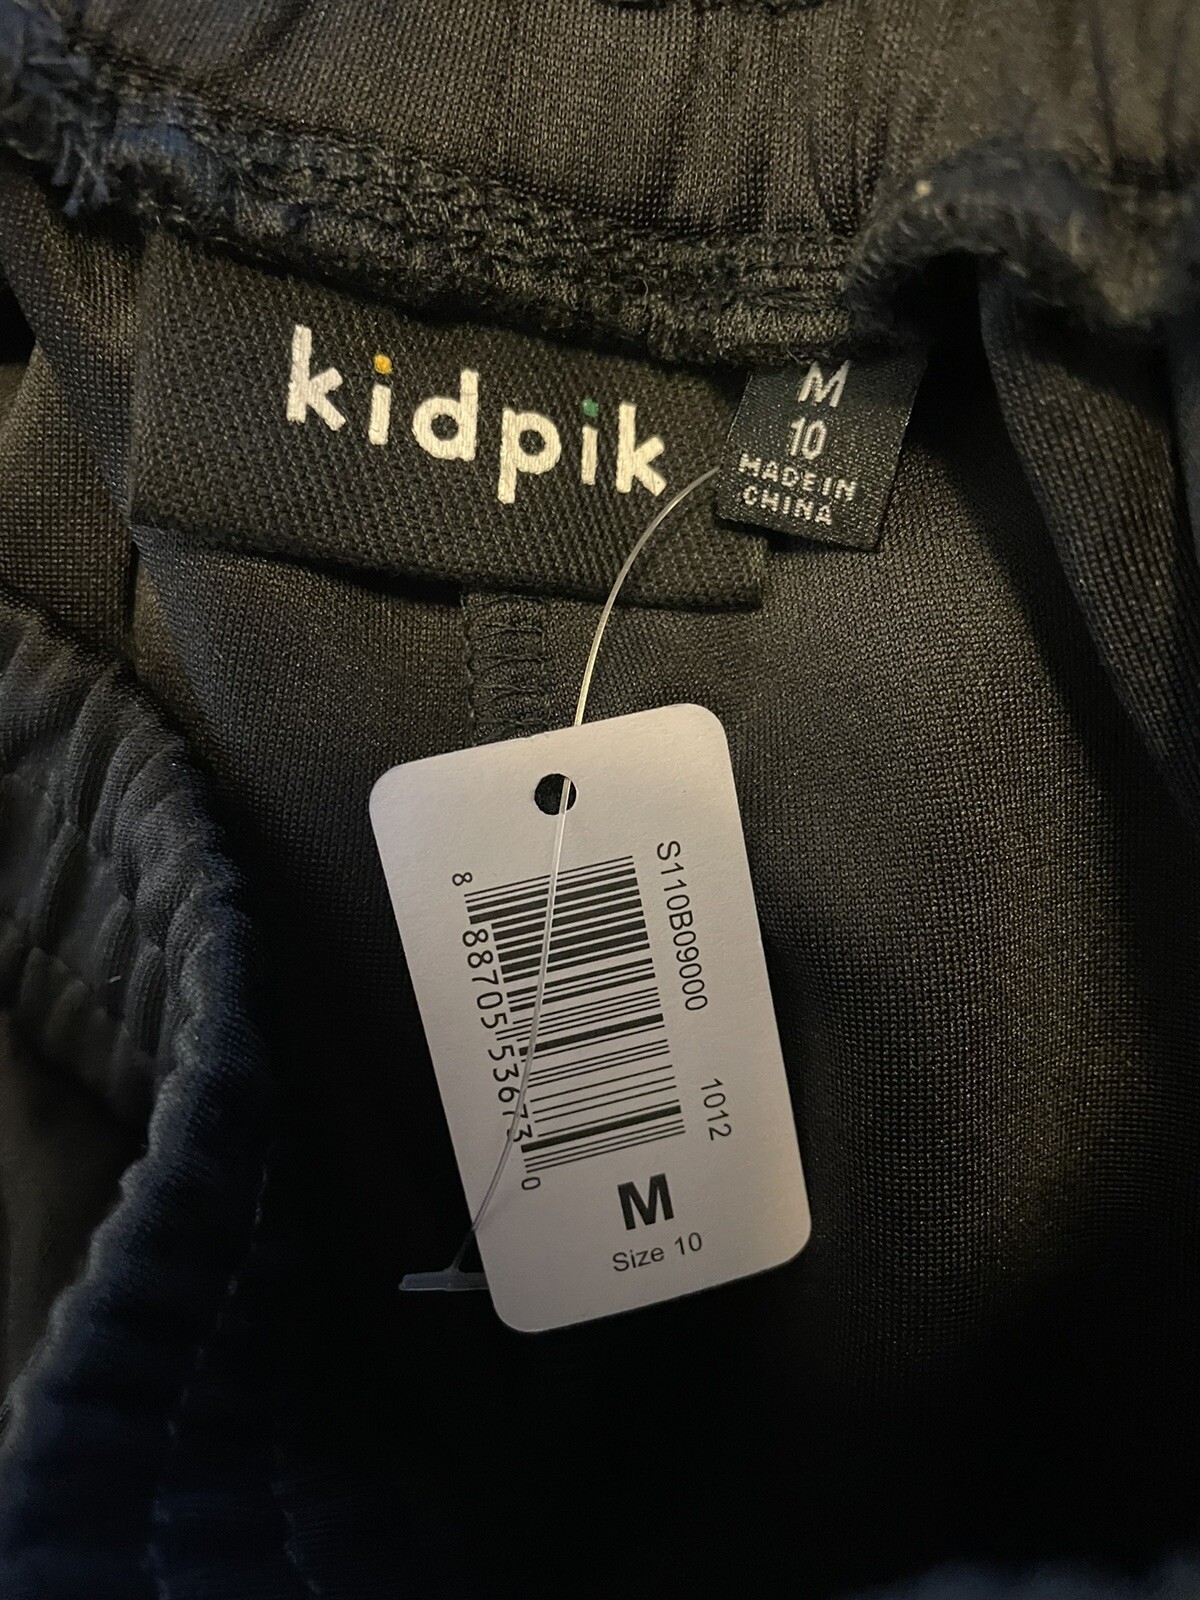 kidpik
M
10
MADE IN
CHINA
S110B09000
1012
8 88705 53673 0
M
Size 10